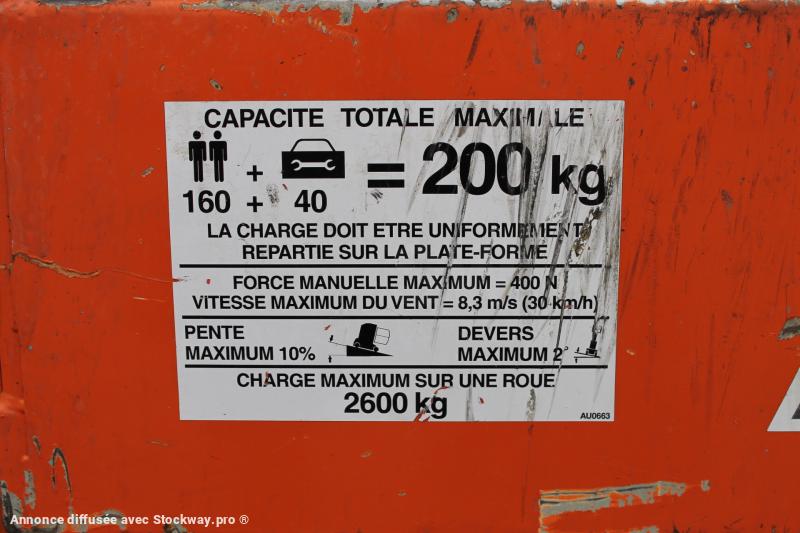 CAPACITE TOTALE MAXIMALE
= 200 kg
160 + 40
+
LA CHARGE DOIT ETRE UNIFORMEMENT
REPARTIE SUR LA PLATE-FORME
FORCE MANUELLE MAXIMUM = 400 N
VITESSE MAXIMUM DU VENT = 8,3 m/s (30 km/h)
PENTE
MAXIMUM 10%
DEVERS
MAXIMUM 2°
CHARGE MAXIMUM SUR UNE ROUE
2600 kg
AU0663
Annonce diffusée avec Stockway.pro ®